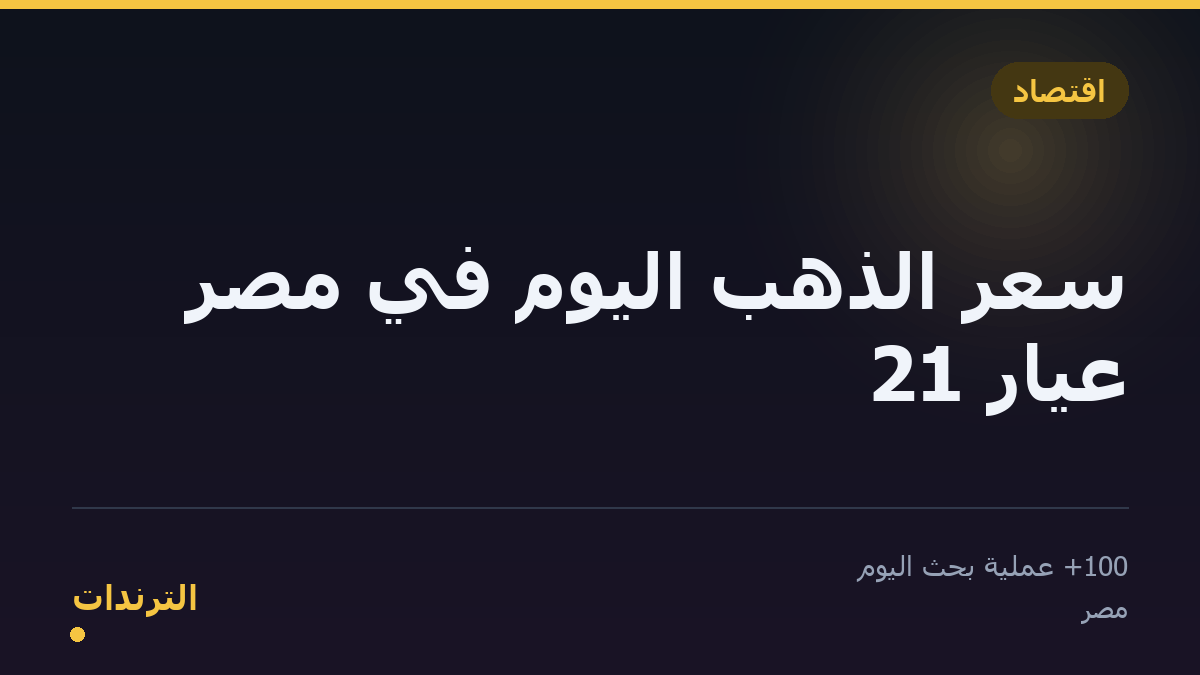 اقتصاد
سعر الذهب اليوم في مصر
عيار 21
100+ عملية بحث اليوم
مصر
الترندات